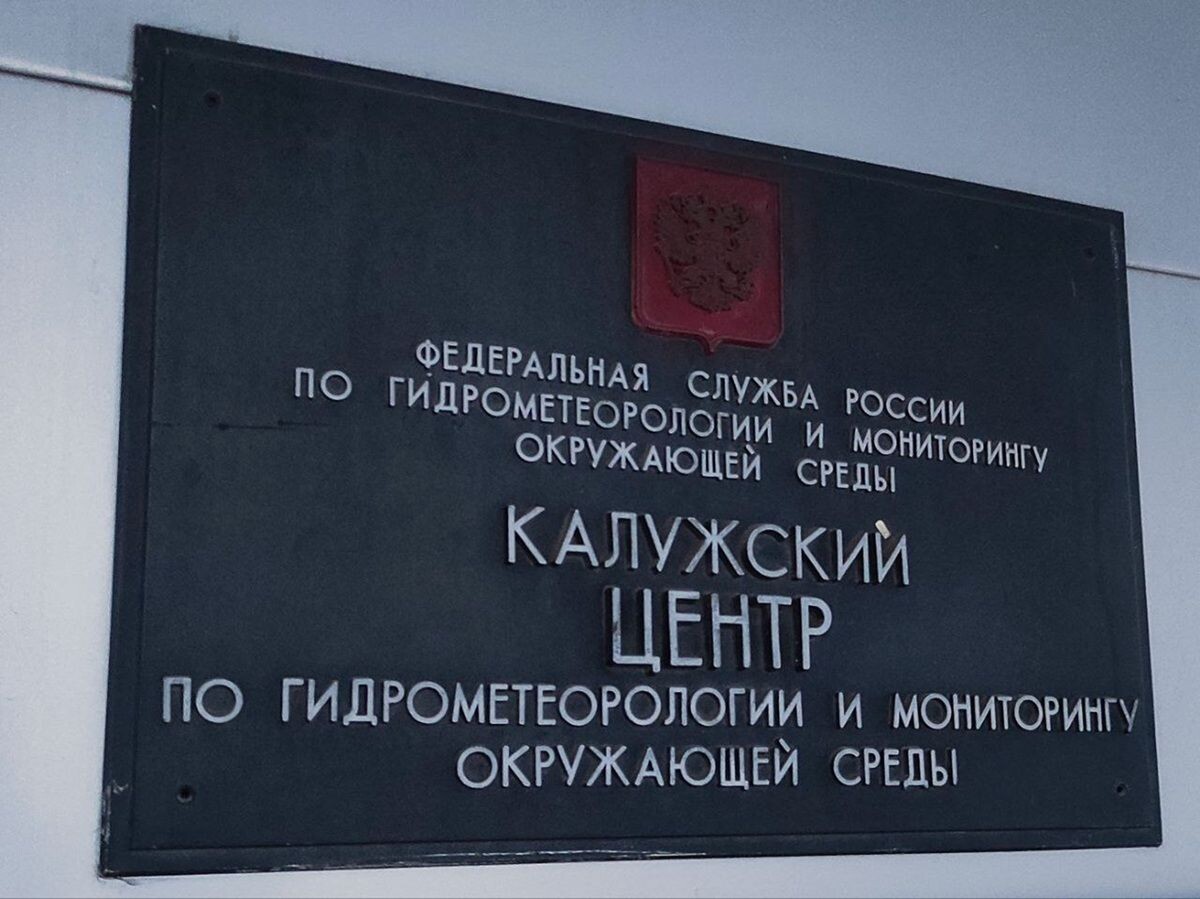 ФЕДЕРАЛЬНАЯ СЛУЖБА РОССИИ
ПО ГИДРОМЕТЕОРОЛОГИИ И МОНИТОРИНГУ
ОКРУЖАЮЩЕЙ СРЕДЫ
КАЛУЖСКИЙ
ЦЕНТР
ПО ГИДРОМЕТЕОРОЛОГИИ И МОНИТОРИНГУ
ОКРУЖАЮЩЕЙ СРЕДЫ